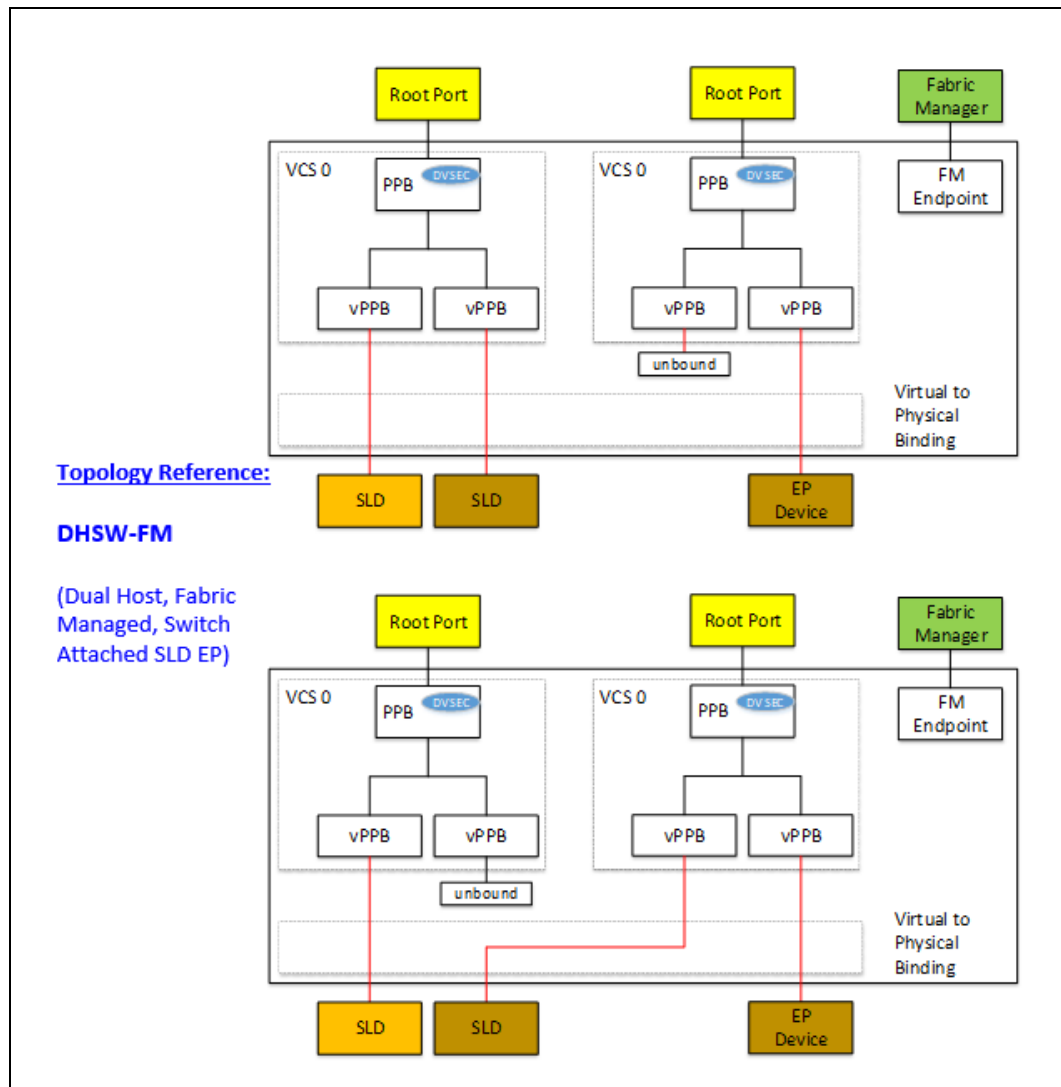 Root Port
Root Port
Fabric
Manager
VCS 0
PPB
DVSEC
VCS 0
PPB
DVSEC
FM
Endpoint
vPPB
vPPB
vPPB
vPPB
unbound
Virtual to
Physical
Binding
SLD
SLD
EP
Device
Topology Reference:
DHSW-FM
(Dual Host, Fabric
Managed, Switch
Attached SLD EP)
Root Port
Root Port
Fabric
Manager
VCS 0
PPB
DVSEC
VCS 0
PPB
DVSEC
FM
Endpoint
vPPB
vPPB
vPPB
vPPB
unbound
Virtual to
Physical
Binding
SLD
SLD
EP
Device